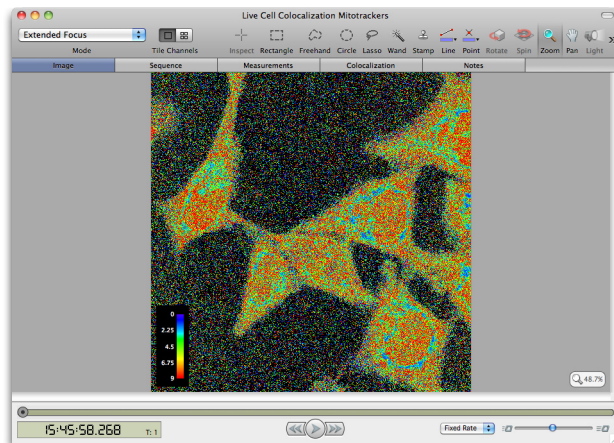 Live Cell Colocalization Mitotrackers
Extended Focus
Mode Tile Channels Inspect Rectangle Freehand Circle Lasso Wand Stamp Line Point Rotate Spin Zoom Pan Light
Image Sequence Measurements Colocalization Notes
0
2.25
4.5
6.75
9
48.7%
15:45:58.268 T: 1 Fixed Rate